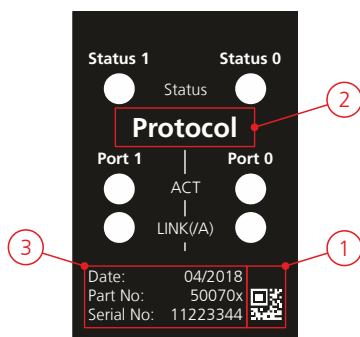 Status 1 Status 0
Status
2
Protocol
Port 1 Port 0
ACT
LINK(/A)
3 1
Date: 04/2018
Part No: 50070x
Serial No: 11223344